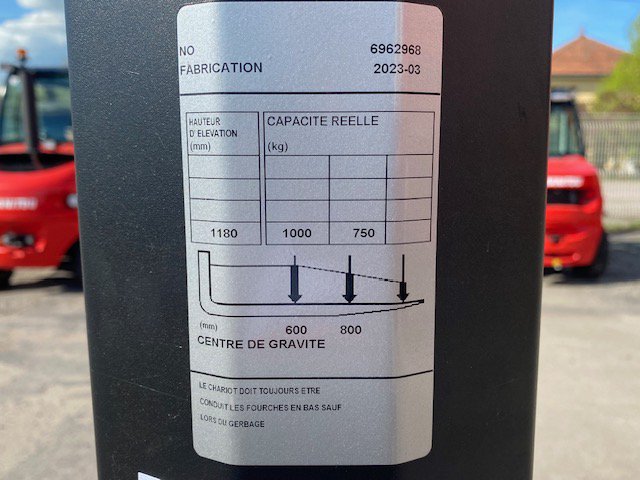 NO 6962968
FABRICATION 2023-03
HAUTEUR
D'ELEVATION
(mm)
CAPACITE REELLE
(kg)
1180 1000 750
(mm) 600 800
CENTRE DE GRAVITE
LE CHARIOT DOIT TOUJOURS ETRE
CONDUIT LES FOURCHES EN BAS SAUF
LORS DU GERBAGE